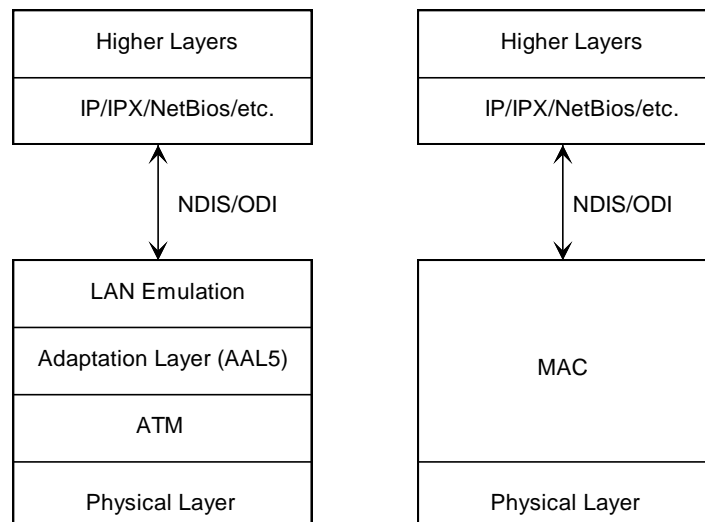 Higher Layers
IP/IPX/NetBios/etc.
NDIS/ODI
LAN Emulation
Adaptation Layer (AAL5)
ATM
Physical Layer
Higher Layers
IP/IPX/NetBios/etc.
NDIS/ODI
MAC
Physical Layer